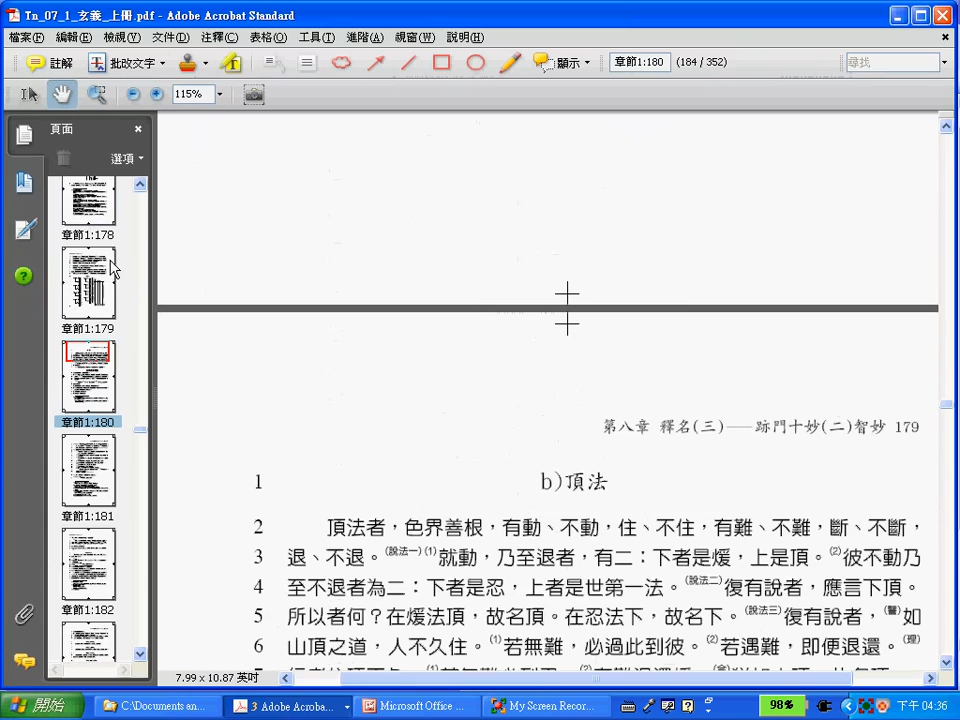 Tn_07_1_玄義_上冊.pdf - Adobe Acrobat Standard
檔案(F) 編輯(E) 檢視(V) 文件(D) 注釋(C) 表格(O) 工具(T) 進階(A) 視窗(W) 說明(H)
註解 批改文字 顯示 章節1:180 (184 / 352) 尋找
115%
頁面
選項
章節1:178
章節1:179
章節1:180
章節1:181
章節1:182
第八章 釋名(三)——跡門十妙(二)智妙 179
1 b)頂法
2 頂法者，色界善根，有動、不動，住、不住，有難、不難，斷、不斷，
3 退、不退。(說法一)(1)就動，乃至退者，有二：下者是煖，上是頂。(2)彼不動乃
4 至不退者為二：下者是忍，上者是世第一法。(說法二)復有說者，應言下頂。
5 所以者何？在煖法頂，故名頂。在忍法下，故名下。(說法三)復有說者，(譬)如
6 山頂之道，人不久住。(1)若無難，必過此到彼。(2)若遇難，即便退還。(理)
7.99 x 10.87 英吋
開始 C:\Documents an... 3 Adobe Acroba... Microsoft Office ... My Screen Recor... 98% 下午 04:36